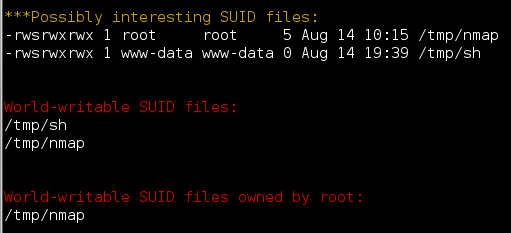 ***Possibly interesting SUID files:
-rwsrwxrwx 1 root     root     5 Aug 14 10:15 /tmp/nmap
-rwsrwxrwx 1 www-data www-data 0 Aug 14 19:39 /tmp/sh
World-writable SUID files:
/tmp/sh
/tmp/nmap
World-writable SUID files owned by root:
/tmp/nmap